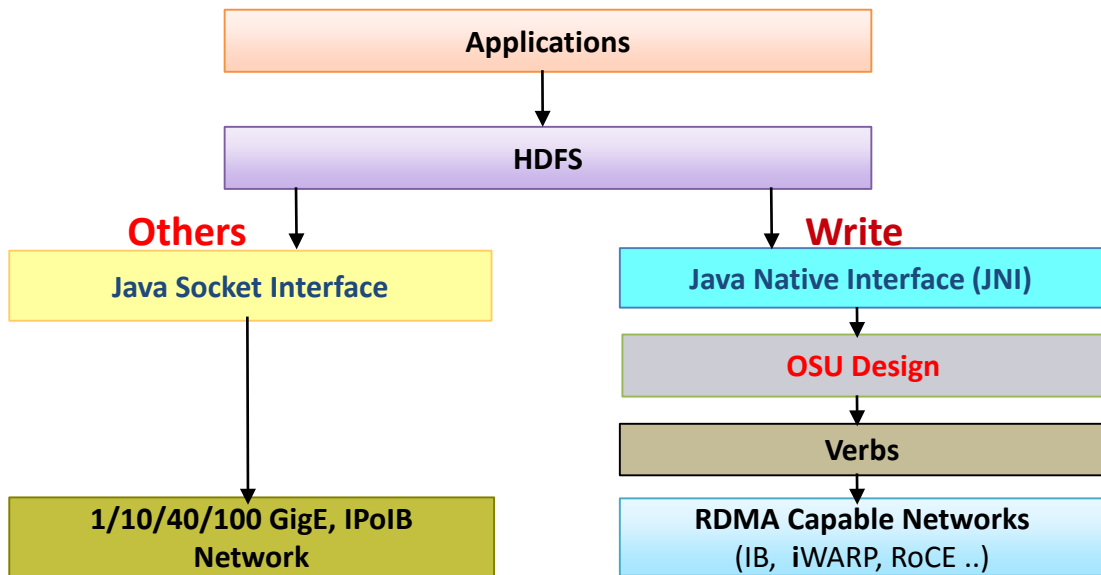 Applications
HDFS
Others
Write
Java Socket Interface
Java Native Interface (JNI)
OSU Design
Verbs
1/10/40/100 GigE, IPoIB
Network
RDMA Capable Networks
(IB, iWARP, RoCE ..)